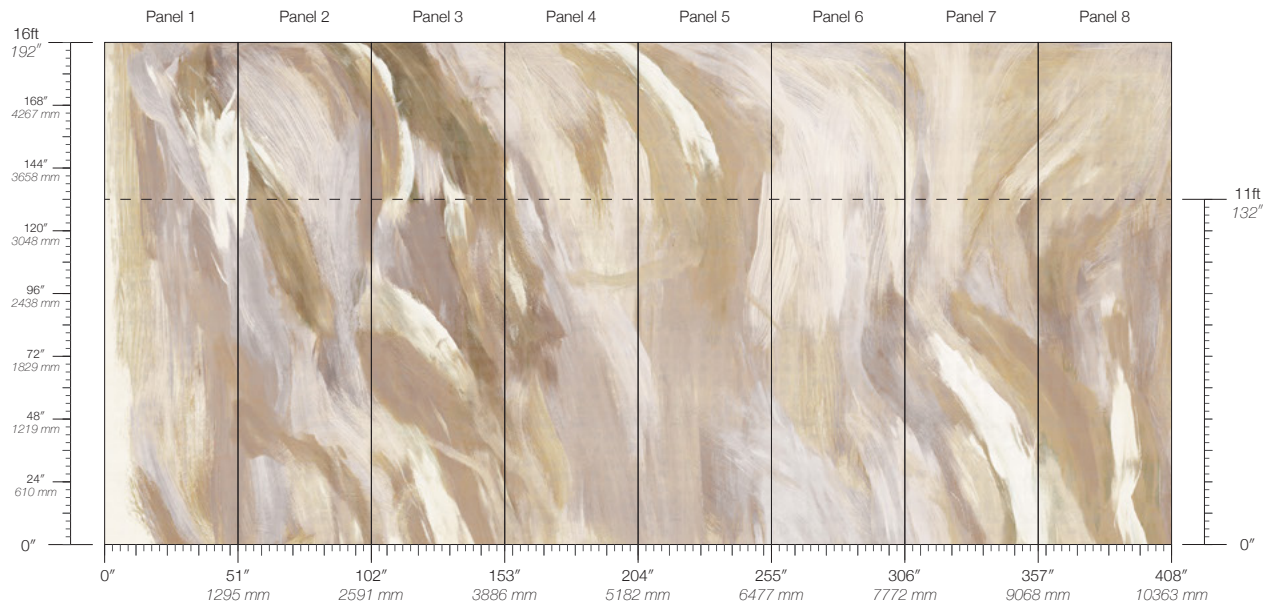 Panel 1 Panel 2 Panel 3 Panel 4 Panel 5 Panel 6 Panel 7 Panel 8
16ft
192″
168″
4267 mm
144″
3658 mm
120″
3048 mm
96″
2438 mm
72″
1829 mm
48″
1219 mm
24″
610 mm
0″
11ft
132″
0″
0″ 51″ 102″ 153″ 204″ 255″ 306″ 357″ 408″
1295 mm 2591 mm 3886 mm 5182 mm 6477 mm 7772 mm 9068 mm 10363 mm